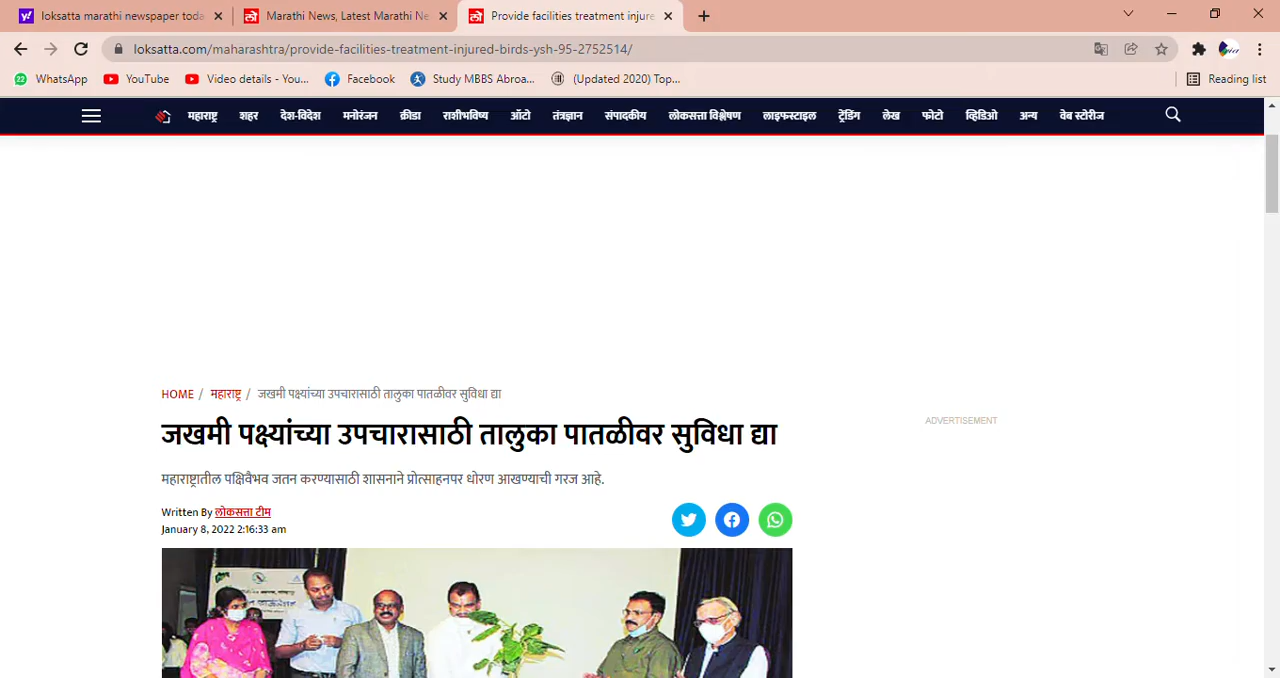 loksatta marathi newspaper toda
Marathi News, Latest Marathi Ne
Provide facilities treatment injure
loksatta.com/maharashtra/provide-facilities-treatment-injured-birds-ysh-95-2752514/
22 WhatsApp YouTube Video details - You... Facebook Study MBBS Abroa... (Updated 2020) Top... Reading list
महाराष्ट्र शहर देश-विदेश मनोरंजन क्रीडा राशीभविष्य ऑटो तंत्रज्ञान संपादकीय लोकसत्ता विश्लेषण लाइफस्टाइल ट्रेंडिंग लेख फोटो व्हिडिओ अन्य वेब स्टोरीज
HOME / महाराष्ट्र / जखमी पक्ष्यांच्या उपचारासाठी तालुका पातळीवर सुविधा द्या
ADVERTISEMENT
जखमी पक्ष्यांच्या उपचारासाठी तालुका पातळीवर सुविधा द्या
महाराष्ट्रातील पक्षिवैभव जतन करण्यासाठी शासनाने प्रोत्साहनपर धोरण आखण्याची गरज आहे.
Written By लोकसत्ता टीम
January 8, 2022 2:16:33 am